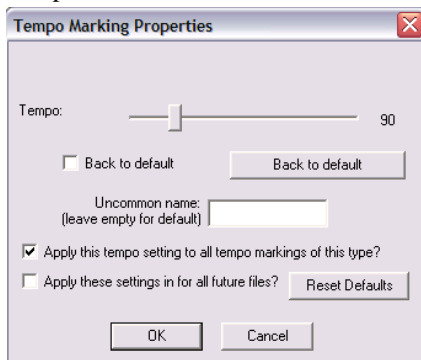 Tempo Marking Properties
Tempo:
90
Back to default
Back to default
Uncommon name:
(leave empty for default)
Apply this tempo setting to all tempo markings of this type?
Apply these settings in for all future files?
Reset Defaults
OK
Cancel